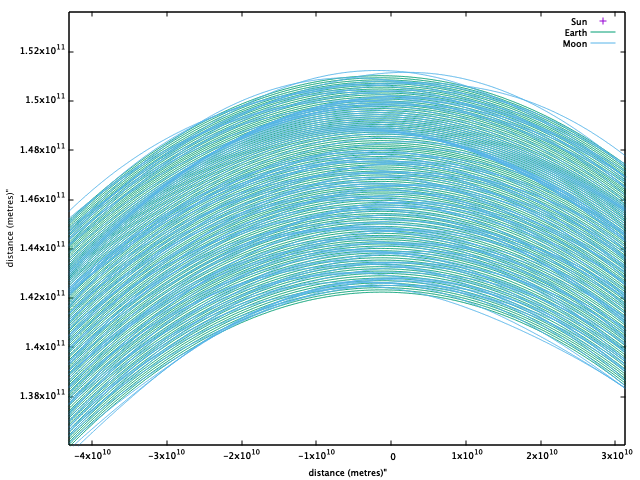 Sun
Earth
Moon
1.52x10¹¹
1.5x10¹¹
1.48x10¹¹
1.46x10¹¹
1.44x10¹¹
1.42x10¹¹
1.4x10¹¹
1.38x10¹¹
distance (metres)"
-4x10¹⁰
-3x10¹⁰
-2x10¹⁰
-1x10¹⁰
0
1x10¹⁰
2x10¹⁰
3x10¹⁰
distance (metres)"